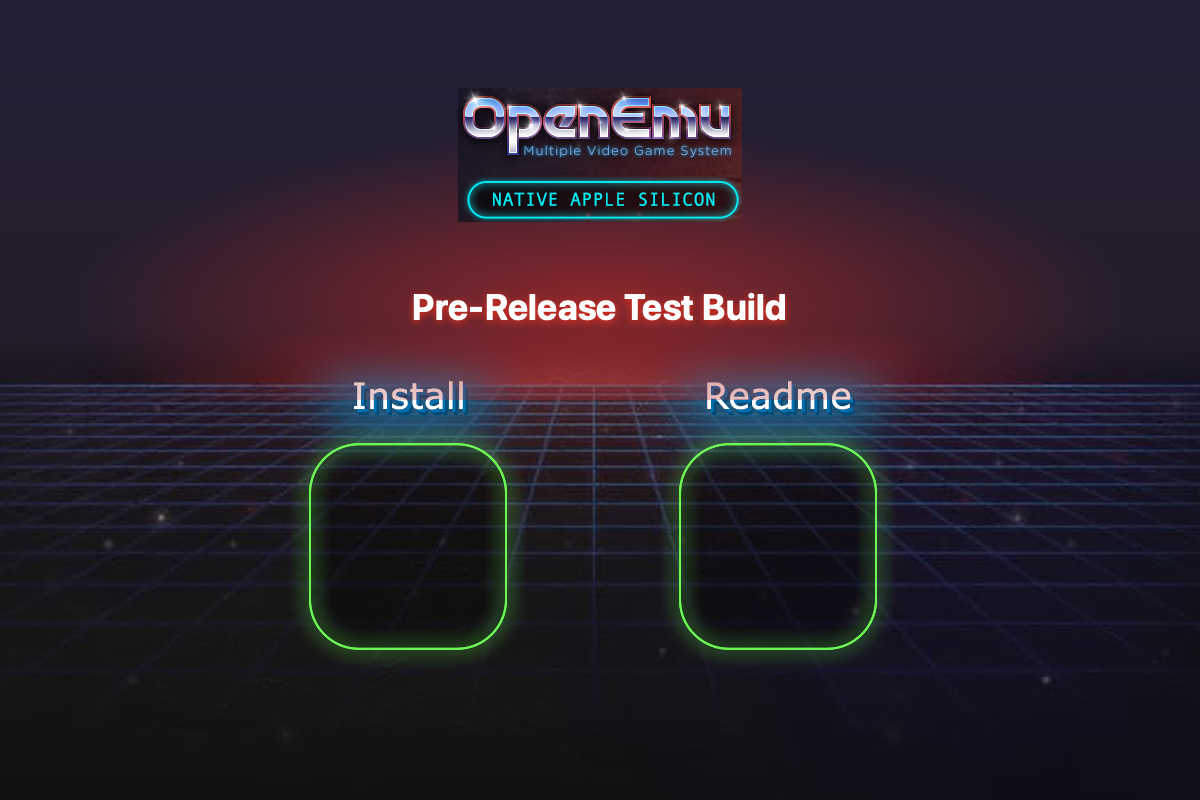 OpenEmu
Multiple Video Game System
NATIVE APPLE SILICON
Pre-Release Test Build
Install
Readme